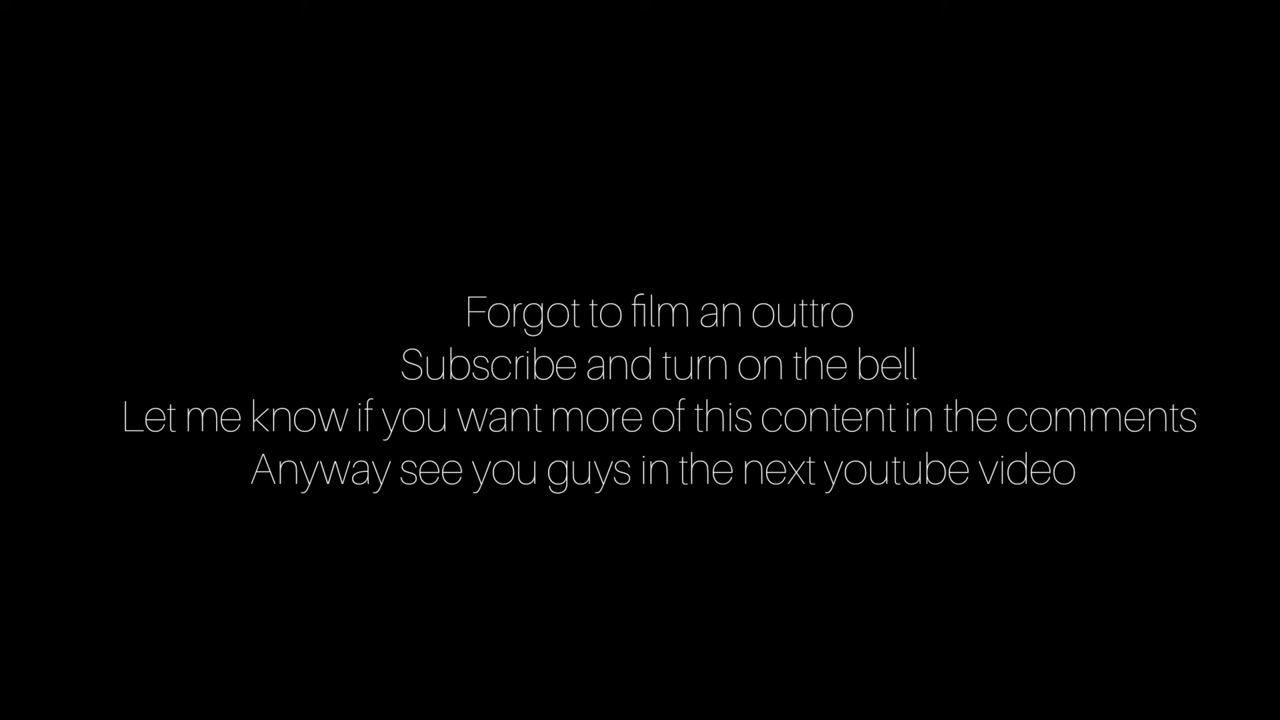 Forgot to film an outtro
Subscribe and turn on the bell
Let me know if you want more of this content in the comments
Anyway see you guys in the next youtube video